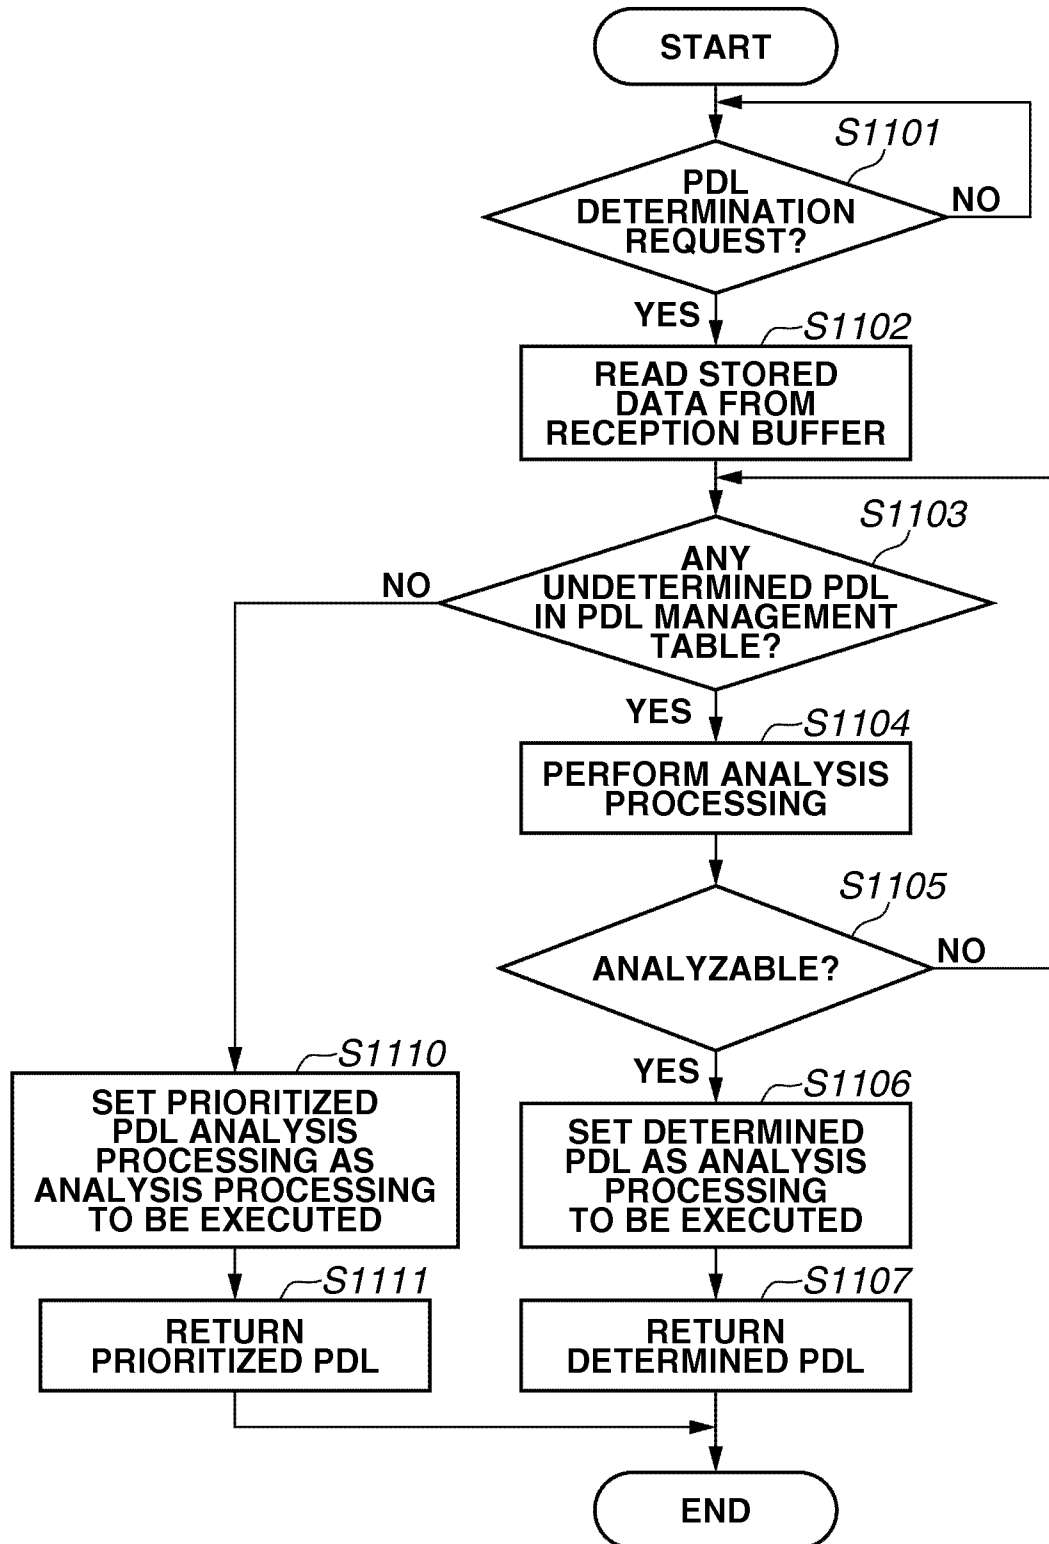 START
S1101
PDL
DETERMINATION
REQUEST?
NO
YES
S1102
READ STORED
DATA FROM
RECEPTION BUFFER
S1103
ANY
UNDETERMINED PDL
IN PDL MANAGEMENT
TABLE?
NO
YES
S1104
PERFORM ANALYSIS
PROCESSING
S1105
ANALYZABLE?
NO
YES
S1110
SET PRIORITIZED
PDL ANALYSIS
PROCESSING AS
ANALYSIS PROCESSING
TO BE EXECUTED
S1106
SET DETERMINED
PDL AS ANALYSIS
PROCESSING
TO BE EXECUTED
S1111
RETURN
PRIORITIZED PDL
S1107
RETURN
DETERMINED PDL
END